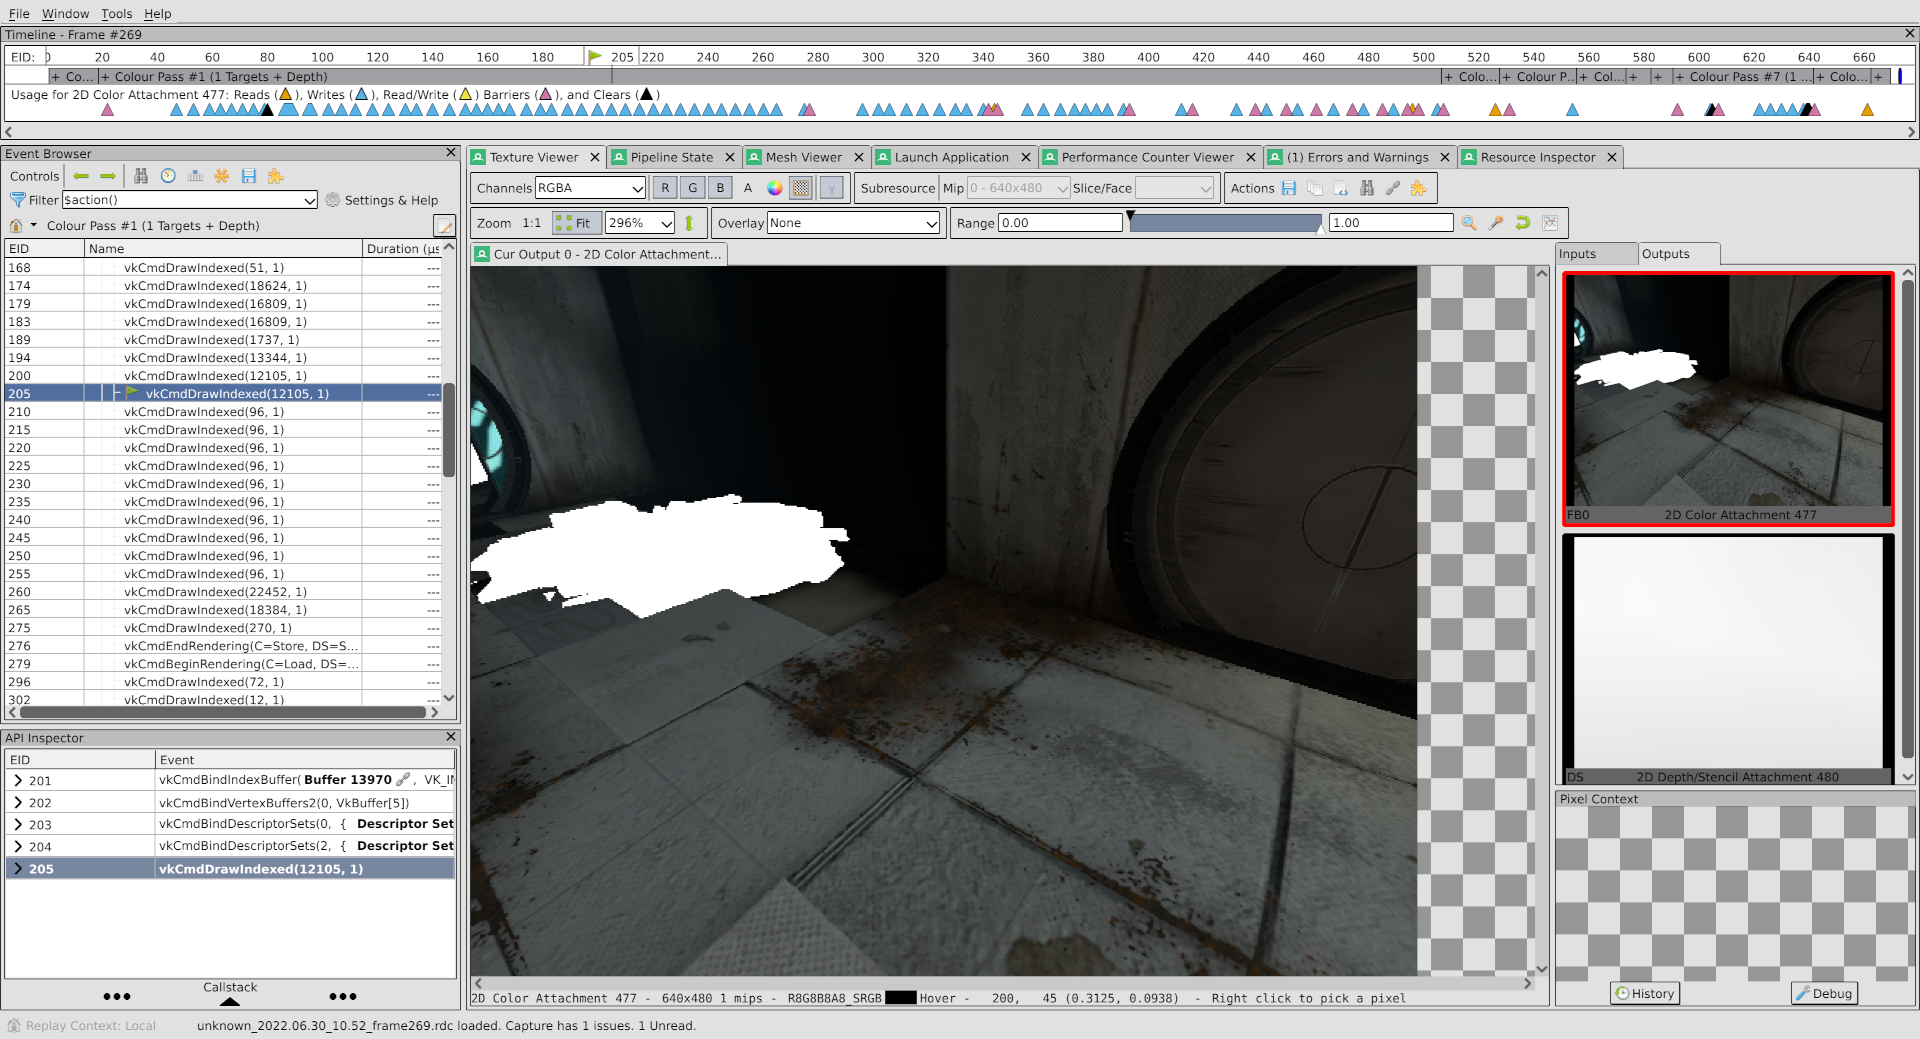 File Window Tools Help
Timeline - Frame #269
EID: 0 20 40 60 80 100 120 140 160 180 205 220 240 260 280 300 320 340 360 380 400 420 440 460 480 500 520 540 560 580 600 620 640 660
+ Co... + Colour Pass #1 (1 Targets + Depth) + Colo... + Colour P... + Col... + + + Colour Pass #7 (1 ... + Colo... +
Usage for 2D Color Attachment 477: Reads ( ), Writes ( ), Read/Write ( ) Barriers ( ), and Clears ( )
Event Browser
Controls
Filter $action() Settings & Help
Colour Pass #1 (1 Targets + Depth)
EID Name Duration (µs
168 vkCmdDrawIndexed(51, 1) ---
174 vkCmdDrawIndexed(18624, 1) ---
179 vkCmdDrawIndexed(16809, 1) ---
183 vkCmdDrawIndexed(16809, 1) ---
189 vkCmdDrawIndexed(1737, 1) ---
194 vkCmdDrawIndexed(13344, 1) ---
200 vkCmdDrawIndexed(12105, 1) ---
205 vkCmdDrawIndexed(12105, 1) ---
210 vkCmdDrawIndexed(96, 1) ---
215 vkCmdDrawIndexed(96, 1) ---
220 vkCmdDrawIndexed(96, 1) ---
225 vkCmdDrawIndexed(96, 1) ---
230 vkCmdDrawIndexed(96, 1) ---
235 vkCmdDrawIndexed(96, 1) ---
240 vkCmdDrawIndexed(96, 1) ---
245 vkCmdDrawIndexed(96, 1) ---
250 vkCmdDrawIndexed(96, 1) ---
255 vkCmdDrawIndexed(96, 1) ---
260 vkCmdDrawIndexed(22452, 1) ---
265 vkCmdDrawIndexed(18384, 1) ---
275 vkCmdDrawIndexed(270, 1) ---
276 vkCmdEndRendering(C=Store, DS=S... ---
279 vkCmdBeginRendering(C=Load, DS=... ---
296 vkCmdDrawIndexed(72, 1) ---
302 vkCmdDrawIndexed(12, 1) ---
API Inspector
EID Event
201 vkCmdBindIndexBuffer( Buffer 13970 , VK_IN
202 vkCmdBindVertexBuffers2(0, VkBuffer[5])
203 vkCmdBindDescriptorSets(0, { Descriptor Set
204 vkCmdBindDescriptorSets(2, { Descriptor Set
205 vkCmdDrawIndexed(12105, 1)
Callstack
Texture Viewer Pipeline State Mesh Viewer Launch Application Performance Counter Viewer (1) Errors and Warnings Resource Inspector
Channels RGBA R G B A γ Subresource Mip 0 - 640x480 Slice/Face Actions
Zoom 1:1 Fit 296% Overlay None Range 0.00 1.00
Cur Output 0 - 2D Color Attachment...
2D Color Attachment 477 - 640x480 1 mips - R8G8B8A8_SRGB Hover - 200, 45 (0.3125, 0.0938) - Right click to pick a pixel
Inputs Outputs
FB0 2D Color Attachment 477
DS 2D Depth/Stencil Attachment 480
Pixel Context
History Debug
Replay Context: Local unknown_2022.06.30_10.52_frame269.rdc loaded. Capture has 1 issues. 1 Unread.